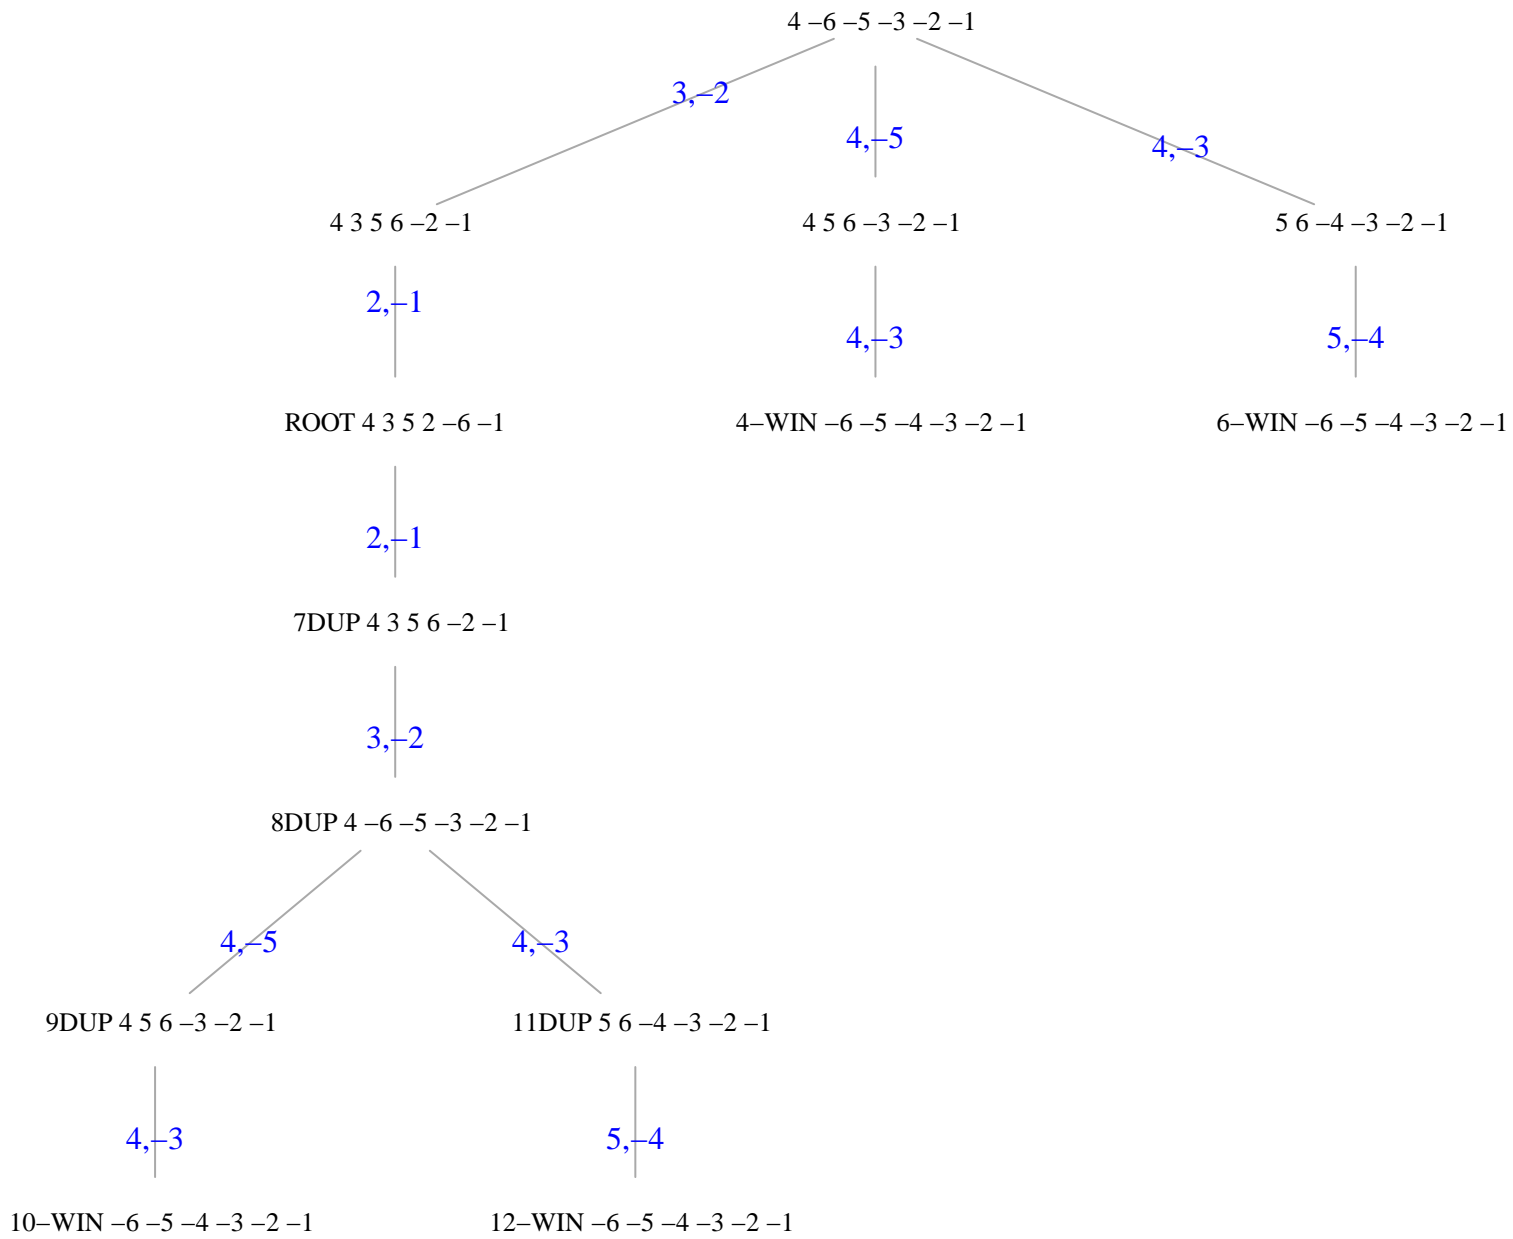 4 –6 –5 –3 –2 –1
3,–2
4,–5
4,–3
4 3 5 6 –2 –1
4 5 6 –3 –2 –1
5 6 –4 –3 –2 –1
2,–1
4,–3
5,–4
ROOT 4 3 5 2 –6 –1
4–WIN –6 –5 –4 –3 –2 –1
6–WIN –6 –5 –4 –3 –2 –1
2,–1
7DUP 4 3 5 6 –2 –1
3,–2
8DUP 4 –6 –5 –3 –2 –1
4,–5
4,–3
9DUP 4 5 6 –3 –2 –1
11DUP 5 6 –4 –3 –2 –1
4,–3
5,–4
10–WIN –6 –5 –4 –3 –2 –1
12–WIN –6 –5 –4 –3 –2 –1